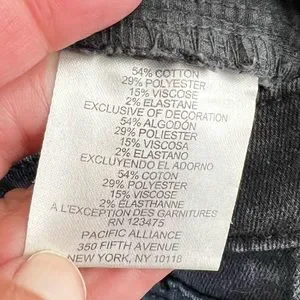 54% COTTON
29% POLYESTER
15% VISCOSE
2% ELASTANE
EXCLUSIVE OF DECORATION
54% ALGODÓN
29% POLIESTER
15% VISCOSA
2% ELASTANO
EXCLUYENDO EL ADORNO
54% COTON
29% POLYESTER
15% VISCOSE
2% ELASTHANNE
A L'EXCEPTION DES GARNITURES
RN 123475
PACIFIC ALLIANCE
350 FIFTH AVENUE
NEW YORK, NY 10118